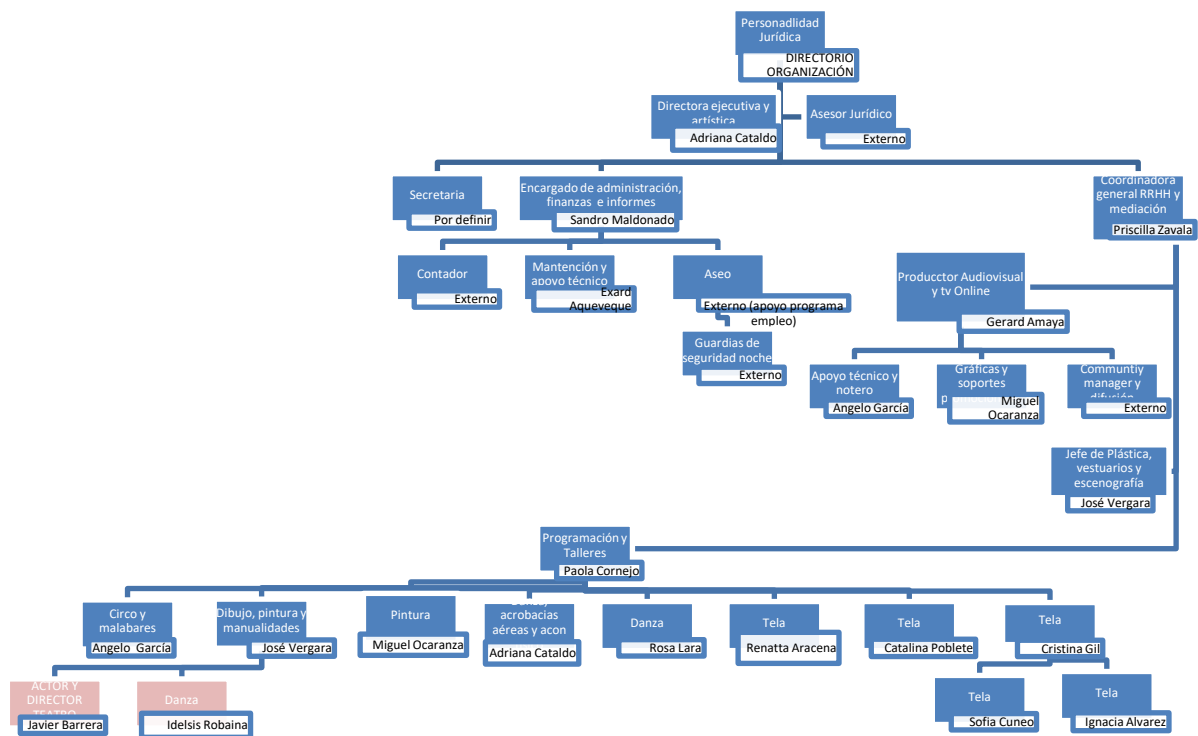 Personadlidad
Jurídica
DIRECTORIO
ORGANIZACIÓN
Directora ejecutiva y
artística
Adriana Cataldo
Asesor Jurídico
Externo
Secretaria
Por definir
Encargado de administración,
finanzas e informes
Sandro Maldonado
Coordinadora
general RRHH y
mediación
Priscilla Zavala
Contador
Externo
Mantención y
apoyo técnico
Exard
Aqueveque
Aseo
Externo (apoyo programa
empleo)
Guardias de
seguridad noche
Externo
Producctor Audiovisual
y tv Online
Gerard Amaya
Apoyo técnico y
notero
Angelo García
Gráficas y
soportes
Miguel
Ocaranza
Communtiy
manager y
difusión
Externo
Jefe de Plástica,
vestuarios y
escenografía
José Vergara
Programación y
Talleres
Paola Cornejo
Circo y
malabares
Angelo García
Dibujo, pintura y
manualidades
José Vergara
Pintura
Miguel Ocaranza
acrobacias
aéreas y acon
Adriana Cataldo
Danza
Rosa Lara
Tela
Renatta Aracena
Tela
Catalina Poblete
Tela
Cristina Gil
ACTOR Y
DIRECTOR
TEATRO
Javier Barrera
Danza
Idelsis Robaina
Tela
Sofia Cuneo
Tela
Ignacia Alvarez